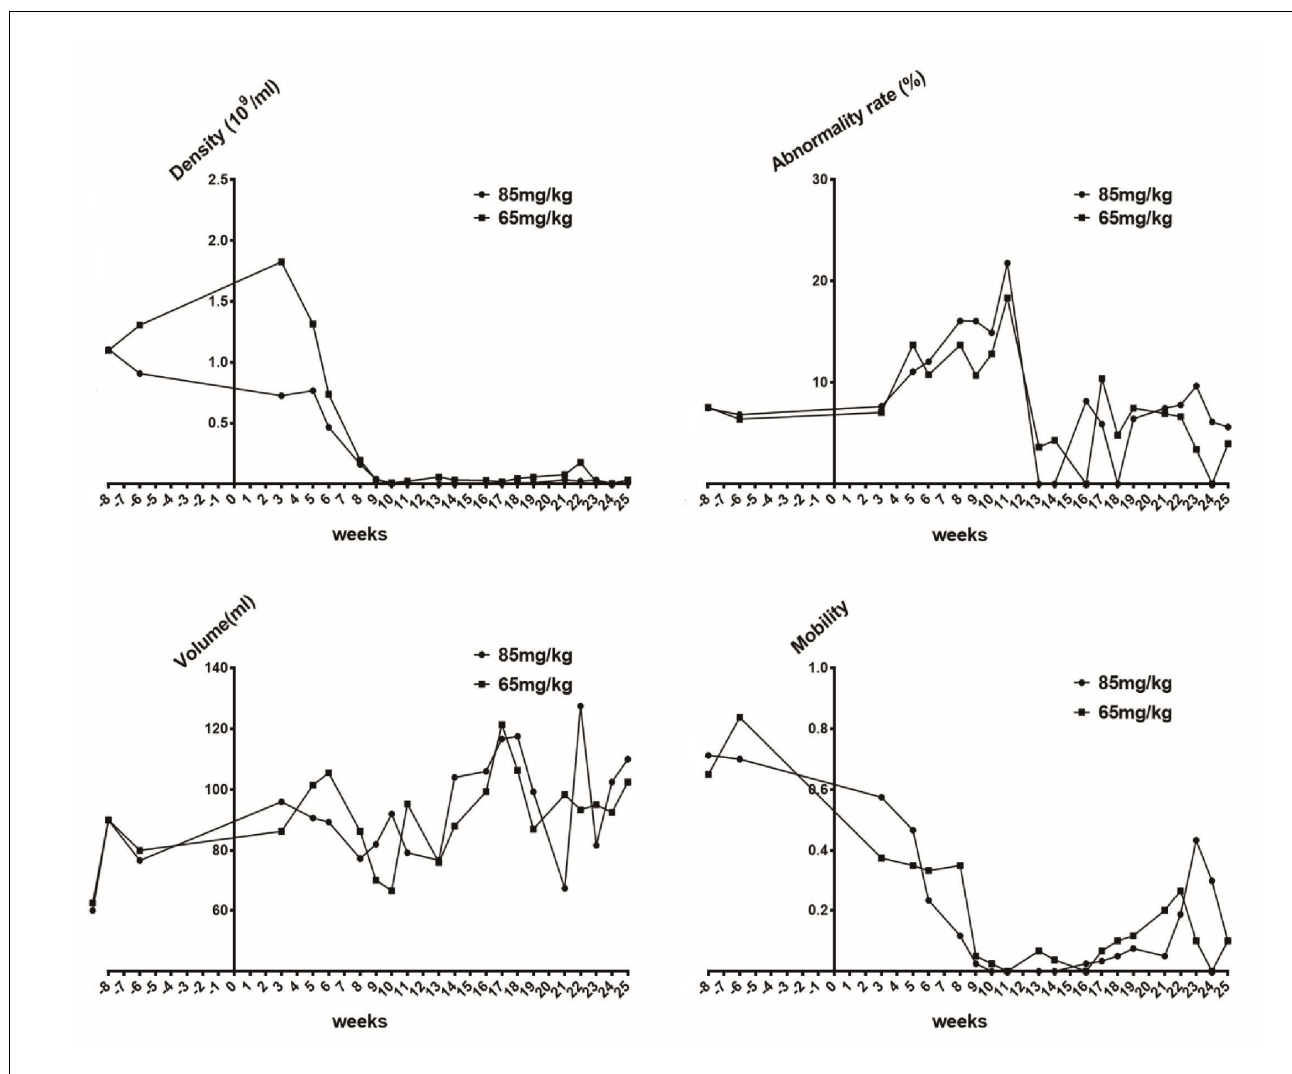 Density (10⁹/ml)
2.5
2.0
1.5
1.0
0.5
85mg/kg
65mg/kg
-8 -7 -6 -5 -4 -3 -2 -1 0 1 2 3 4 5 6 7 8 9 10 11 12 13 14 15 16 17 18 19 20 21 22 23 24 25
weeks
Abnormality rate (%)
30
20
10
85mg/kg
65mg/kg
-8 -7 -6 -5 -4 -3 -2 -1 0 1 2 3 4 5 6 7 8 9 10 11 12 13 14 15 16 17 18 19 20 21 22 23 24 25
weeks
Volume(ml)
140
120
100
80
60
85mg/kg
65mg/kg
-8 -7 -6 -5 -4 -3 -2 -1 0 1 2 3 4 5 6 7 8 9 10 11 12 13 14 15 16 17 18 19 20 21 22 23 24 25
weeks
Mobility
1.0
0.8
0.6
0.4
0.2
85mg/kg
65mg/kg
-8 -7 -6 -5 -4 -3 -2 -1 0 1 2 3 4 5 6 7 8 9 10 11 12 13 14 15 16 17 18 19 20 21 22 23 24 25
weeks